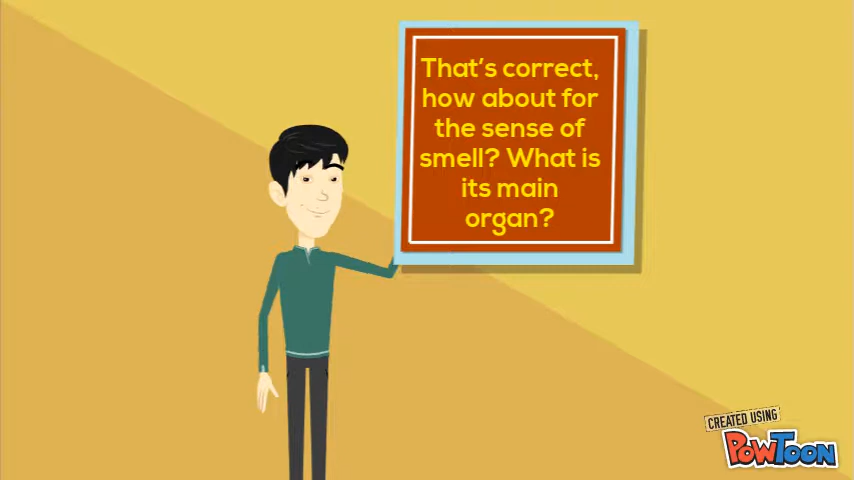 That's correct,
how about for
the sense of
smell? What is
its main
organ?
CREATED USING
PowToon